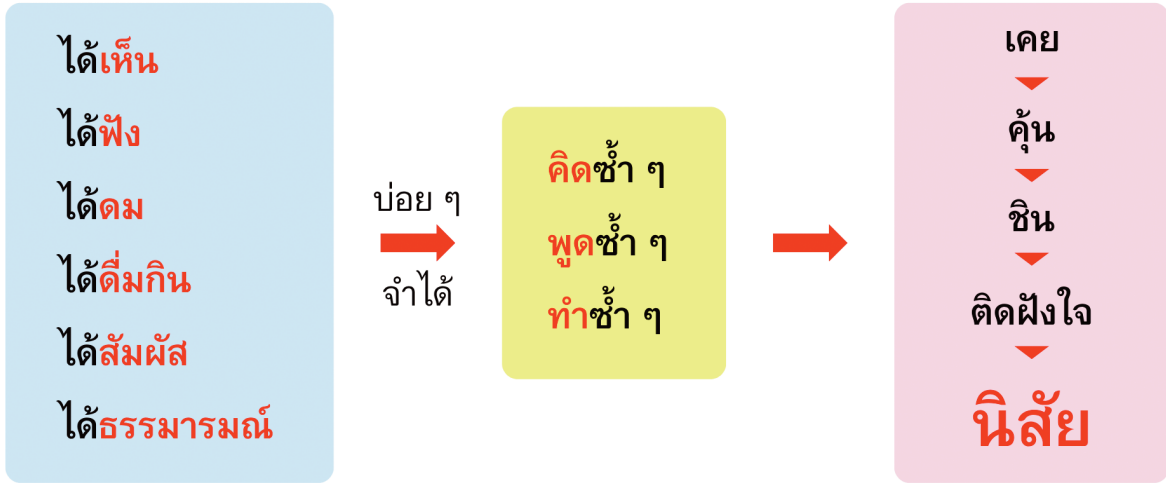 ได้เห็น
ได้ฟัง
ได้ดม
ได้ดื่มกิน
ได้สัมผัส
ได้ธรรมารมณ์
บ่อย ๆ
จำได้
คิดซ้ำ ๆ
พูดซ้ำ ๆ
ทำซ้ำ ๆ
เคย
คุ้น
ชิน
ติดฝังใจ
นิสัย